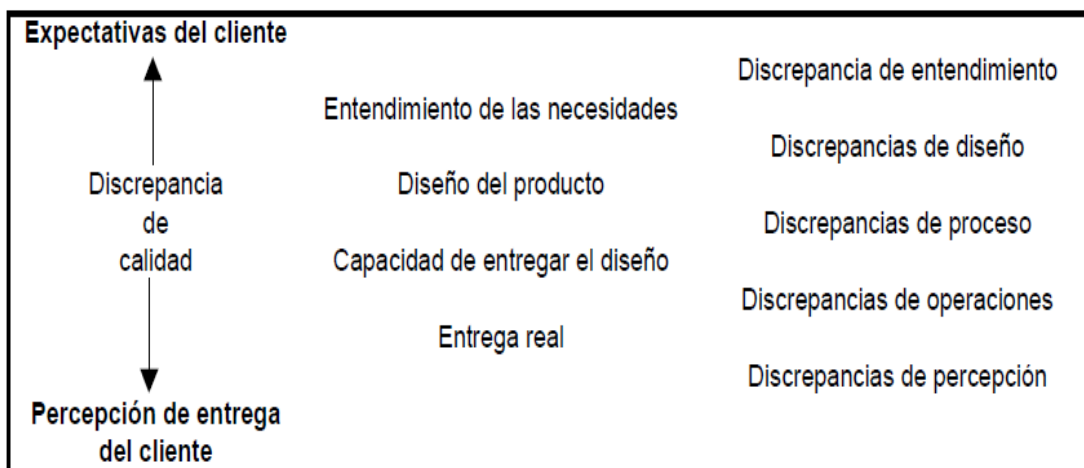 Expectativas del cliente
Discrepancia de entendimiento
Entendimiento de las necesidades
Discrepancias de diseño
Discrepancia
de
calidad
Diseño del producto
Discrepancias de proceso
Capacidad de entregar el diseño
Discrepancias de operaciones
Entrega real
Discrepancias de percepción
Percepción de entrega
del cliente